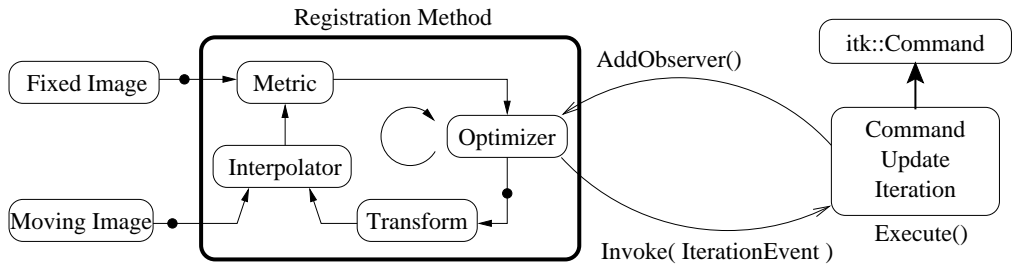 Registration Method
itk::Command
Fixed Image
Metric
AddObserver()
Optimizer
Command
Update
Iteration
Interpolator
Moving Image
Transform
Execute()
Invoke( IterationEvent )